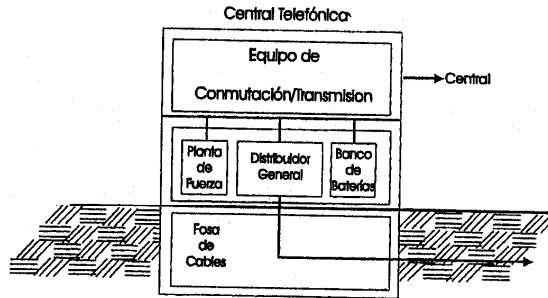 Central Telefónica
Equipo de
Conmutación/Transmision
Central
Planta
de
Fuerza
Distribuidor
General
Banco
de
Baterías
Fosa
de
Cables